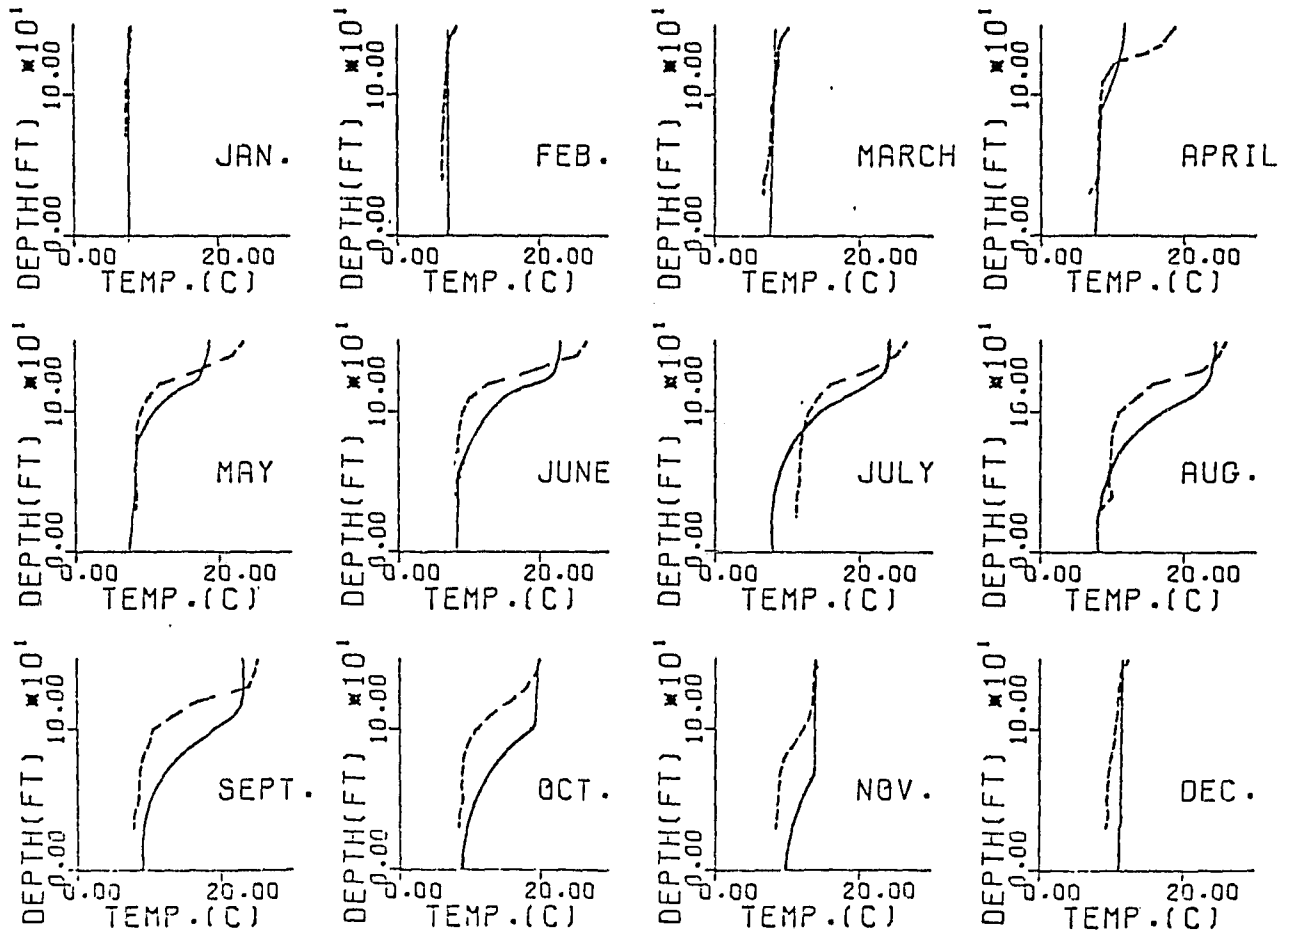 DEPTH(FT) *10¹
10.00
0.00
0.00 20.00
TEMP.(C)
JAN.
DEPTH(FT) *10¹
10.00
0.00
0.00 20.00
TEMP.(C)
FEB.
DEPTH(FT) *10¹
10.00
0.00
0.00 20.00
TEMP.(C)
MARCH
DEPTH(FT) *10¹
10.00
0.00
0.00 20.00
TEMP.(C)
APRIL
DEPTH(FT) *10¹
10.00
0.00
0.00 20.00
TEMP.(C)
MAY
DEPTH(FT) *10¹
10.00
0.00
0.00 20.00
TEMP.(C)
JUNE
DEPTH(FT) *10¹
10.00
0.00
0.00 20.00
TEMP.(C)
JULY
DEPTH(FT) *10¹
10.00
0.00
0.00 20.00
TEMP.(C)
AUG.
DEPTH(FT) *10¹
10.00
0.00
0.00 20.00
TEMP.(C)
SEPT.
DEPTH(FT) *10¹
10.00
0.00
0.00 20.00
TEMP.(C)
OCT.
DEPTH(FT) *10¹
10.00
0.00
0.00 20.00
TEMP.(C)
NOV.
DEPTH(FT) *10¹
10.00
0.00
0.00 20.00
TEMP.(C)
DEC.